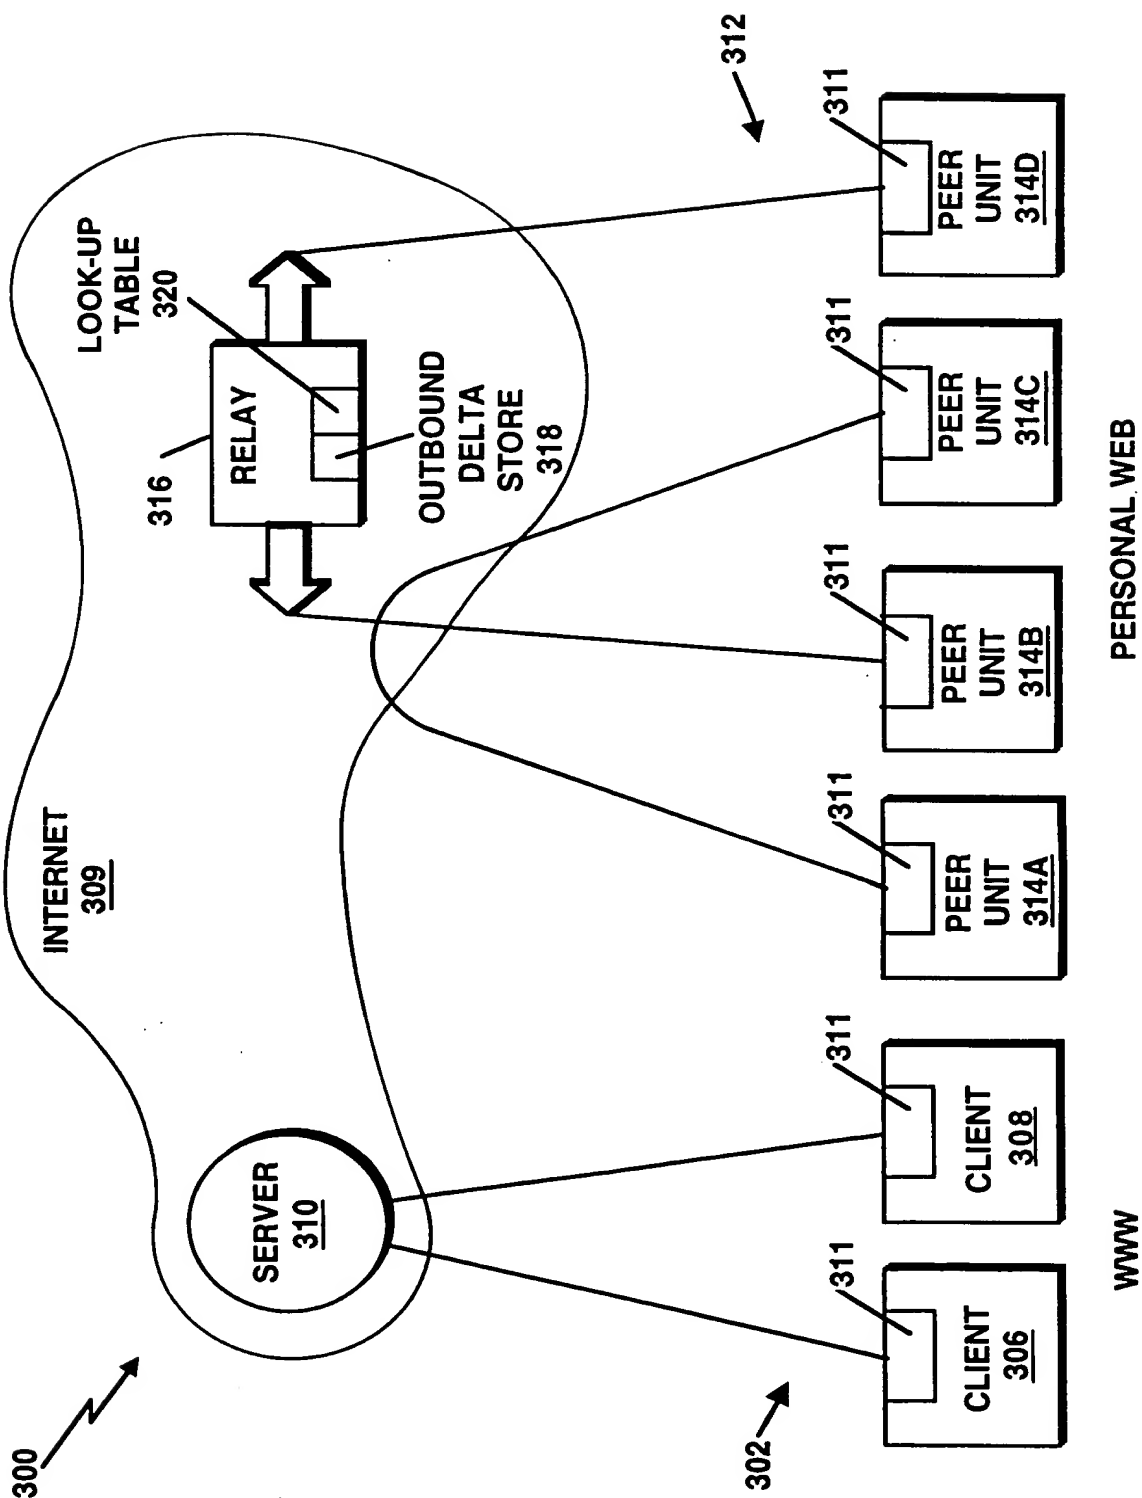 300
INTERNET
309
LOOK-UP
TABLE
320
316
RELAY
OUTBOUND
DELTA
STORE
318
SERVER
310
302
312
311
CLIENT
306
311
CLIENT
308
311
PEER
UNIT
314A
311
PEER
UNIT
314B
311
PEER
UNIT
314C
311
PEER
UNIT
314D
WWW
PERSONAL WEB